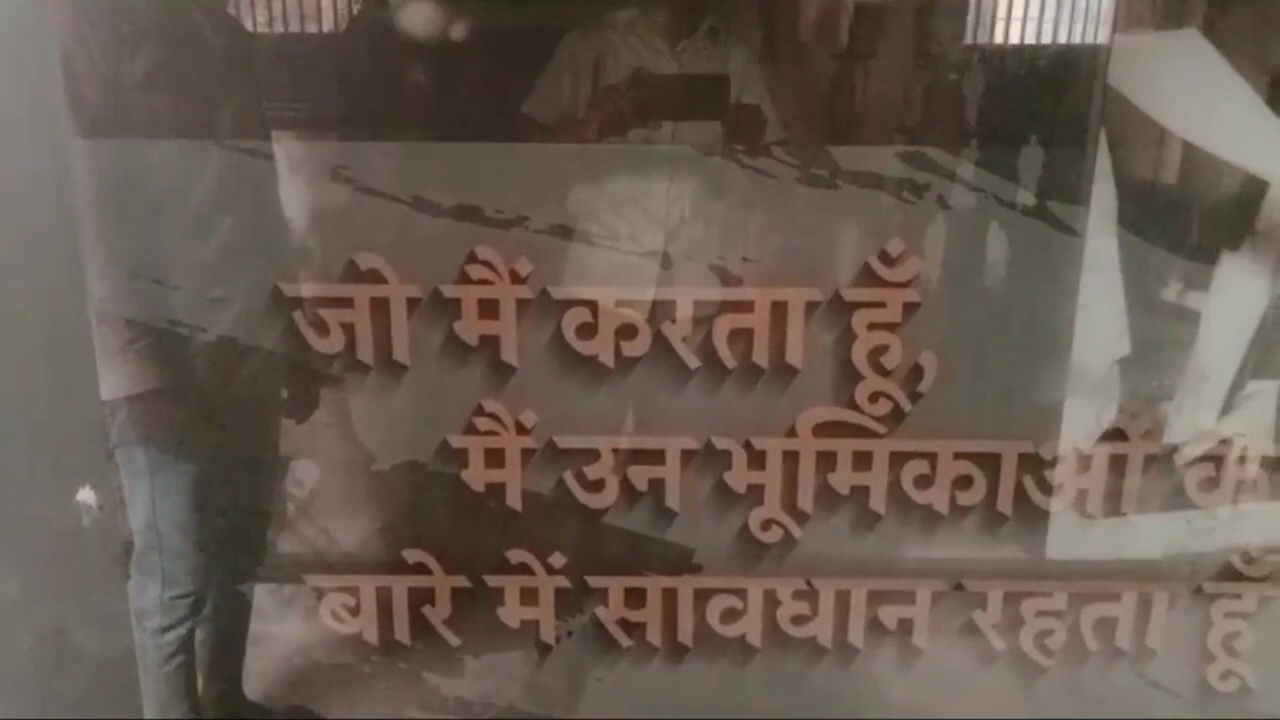 जो मैं करता हूँ,
मैं उन भूमिकाओं के
बारे में सावधान रहता हूँ